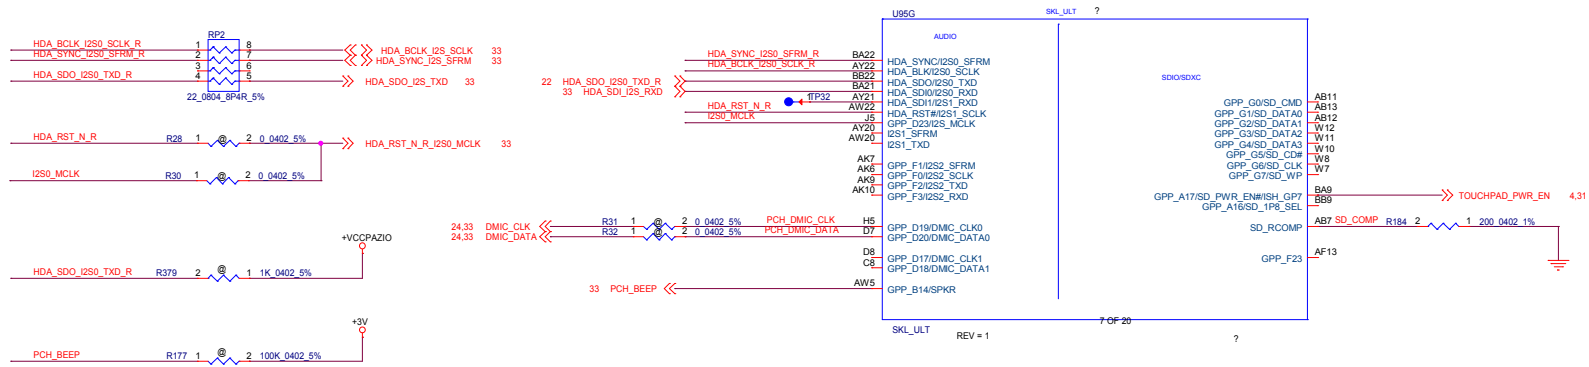 RP2
HDA_BCLK_I2S0_SCLK_R 1 8 HDA_BCLK_I2S_SCLK 33
HDA_SYNC_I2S0_SFRM_R 2 7 HDA_SYNC_I2S_SFRM 33
3 6
HDA_SDO_I2S0_TXD_R 4 5 HDA_SDO_I2S_TXD 33
22_0804_8P4R_5%
HDA_RST_N_R R28 1 @ 2 0_0402_5% HDA_RST_N_R_I2S0_MCLK 33
I2S0_MCLK R30 1 @ 2 0_0402_5%
+VCCPAZIO
HDA_SDO_I2S0_TXD_R R379 2 @ 1 1K_0402_5%
+3V
PCH_BEEP R177 1 @ 2 100K_0402_5%
U95G SKL_ULT ?
AUDIO
SDIO/SDXC
HDA_SYNC_I2S0_SFRM_R BA22 HDA_SYNC/I2S0_SFRM
HDA_BCLK_I2S0_SCLK_R AY22 HDA_BLK/I2S0_SCLK
22 HDA_SDO_I2S0_TXD_R BB22 HDA_SDO/I2S0_TXD
33 HDA_SDI_I2S_RXD BA21 HDA_SDI0/I2S0_RXD
1 TP32 AY21 HDA_SDI1/I2S1_RXD
HDA_RST_N_R AW22 HDA_RST#/I2S1_SCLK
I2S0_MCLK J5 GPP_D23/I2S_MCLK
AY20 I2S1_SFRM
AW20 I2S1_TXD
AK7 GPP_F1/I2S2_SFRM
AK6 GPP_F0/I2S2_SCLK
AK9 GPP_F2/I2S2_TXD
AK10 GPP_F3/I2S2_RXD
24,33 DMIC_CLK R31 1 @ 2 0_0402_5% PCH_DMIC_CLK H5 GPP_D19/DMIC_CLK0
24,33 DMIC_DATA R32 1 @ 2 0_0402_5% PCH_DMIC_DATA D7 GPP_D20/DMIC_DATA0
D8 GPP_D17/DMIC_CLK1
C8 GPP_D18/DMIC_DATA1
33 PCH_BEEP AW5 GPP_B14/SPKR
GPP_G0/SD_CMD AB11
GPP_G1/SD_DATA0 AB13
GPP_G2/SD_DATA1 AB12
GPP_G3/SD_DATA2 W12
GPP_G4/SD_DATA3 W11
GPP_G5/SD_CD# W10
GPP_G6/SD_CLK W8
GPP_G7/SD_WP W7
GPP_A17/SD_PWR_EN#/ISH_GP7 BA9 TOUCHPAD_PWR_EN 4,31
GPP_A16/SD_1P8_SEL BB9
SD_RCOMP AB7 SD_COMP R184 2 1 200_0402_1%
GPP_F23 AF13
SKL_ULT
REV = 1
7 OF 20
?